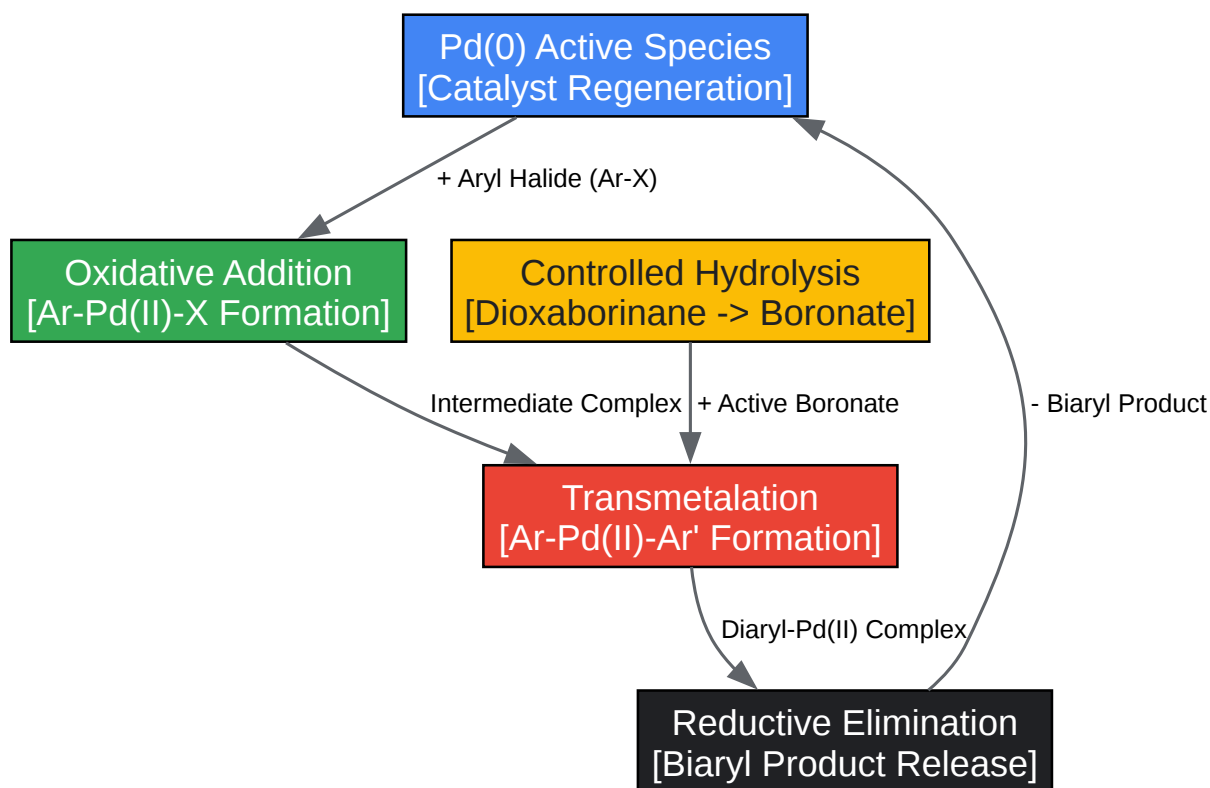 Pd(0) Active Species
[Catalyst Regeneration]
+ Aryl Halide (Ar-X)
Oxidative Addition
[Ar-Pd(II)-X Formation]
Controlled Hydrolysis
[Dioxaborinane -> Boronate]
Intermediate Complex
+ Active Boronate
- Biaryl Product
Transmetalation
[Ar-Pd(II)-Ar' Formation]
Diaryl-Pd(II) Complex
Reductive Elimination
[Biaryl Product Release]